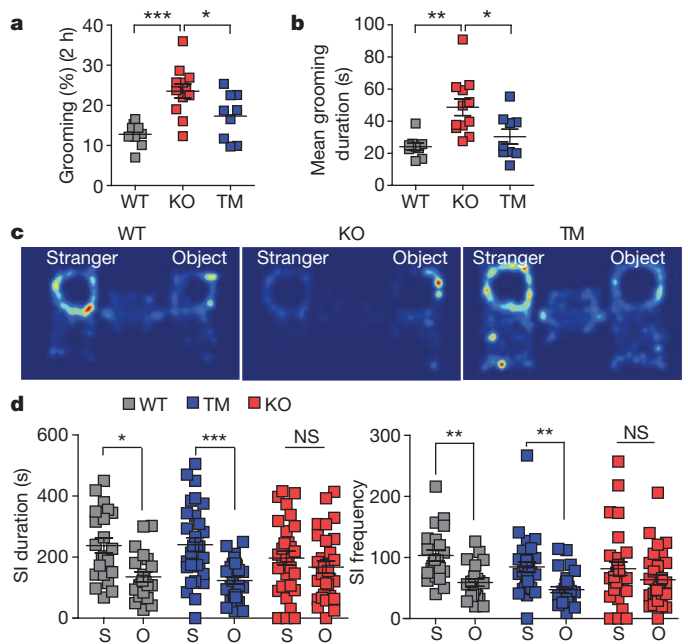 a
Grooming (%) (2 h)
40
30
20
10
0
***
*
WT
KO
TM
b
Mean grooming
duration (s)
100
80
60
40
20
0
**
*
WT
KO
TM
c
WT
KO
TM
Stranger
Object
Stranger
Object
Stranger
Object
d
WT
TM
KO
SI duration (s)
600
400
200
0
*
***
NS
S
O
S
O
S
O
SI frequency
300
200
100
0
**
**
NS
S
O
S
O
S
O